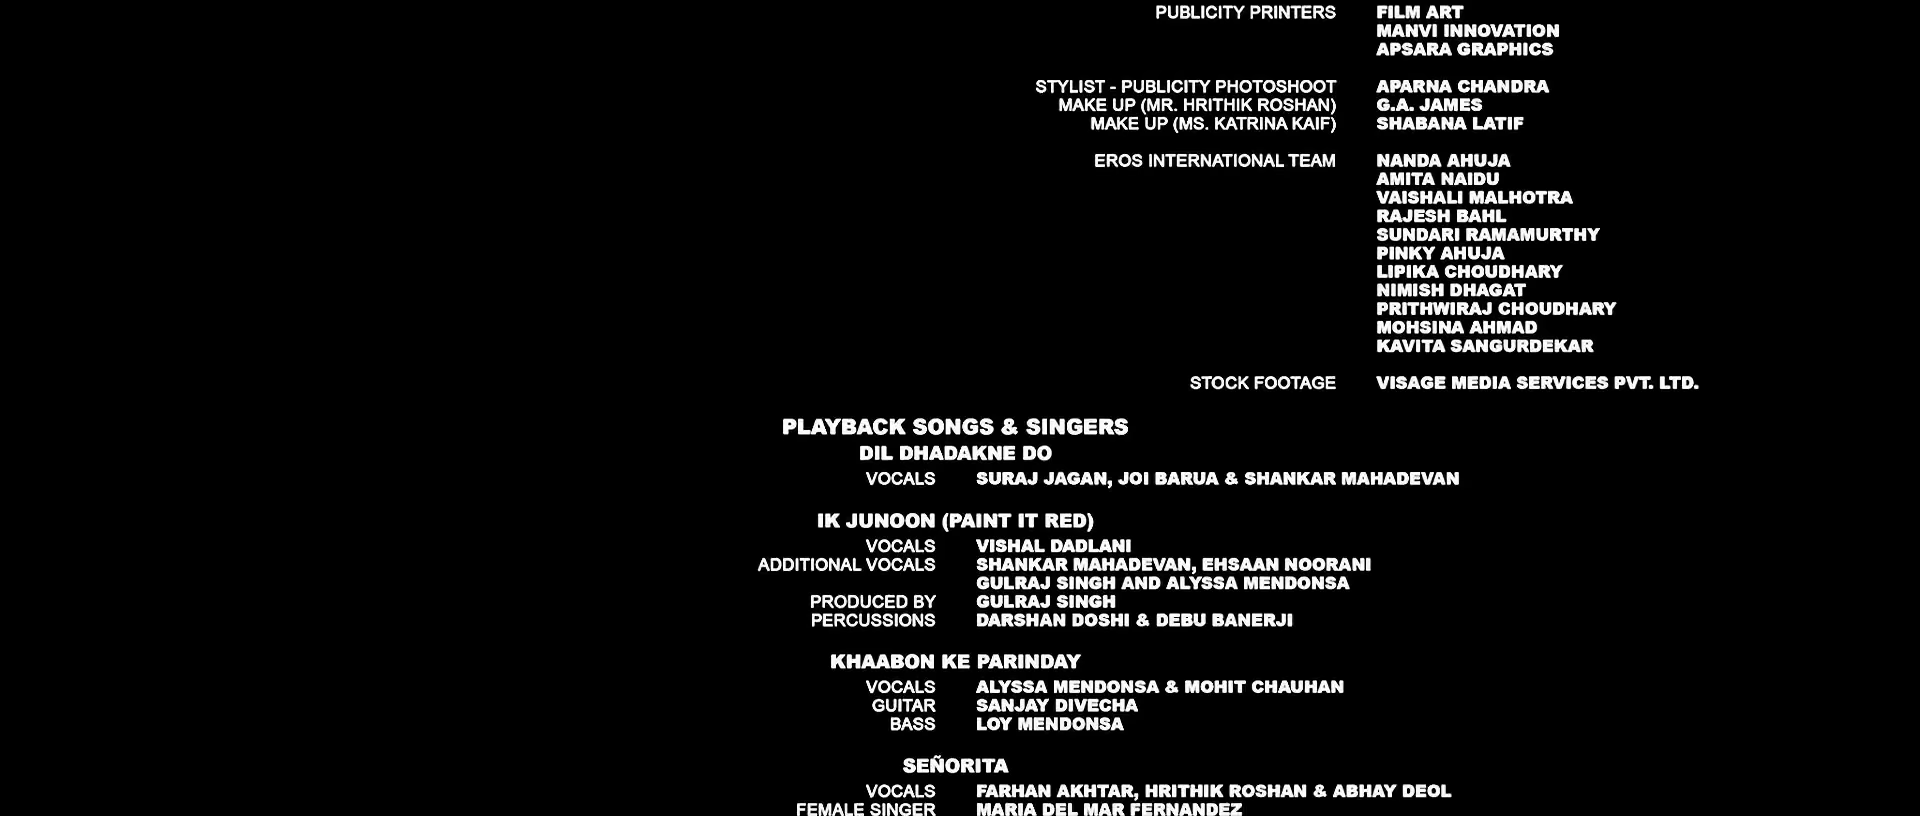 PUBLICITY PRINTERS FILM ART
MANVI INNOVATION
APSARA GRAPHICS
STYLIST - PUBLICITY PHOTOSHOOT APARNA CHANDRA
MAKE UP (MR. HRITHIK ROSHAN) G.A. JAMES
MAKE UP (MS. KATRINA KAIF) SHABANA LATIF
EROS INTERNATIONAL TEAM NANDA AHUJA
AMITA NAIDU
VAISHALI MALHOTRA
RAJESH BAHL
SUNDARI RAMAMURTHY
PINKY AHUJA
LIPIKA CHOUDHARY
NIMISH DHAGAT
PRITHWIRAJ CHOUDHARY
MOHSINA AHMAD
KAVITA SANGURDEKAR
STOCK FOOTAGE VISAGE MEDIA SERVICES PVT. LTD.
PLAYBACK SONGS & SINGERS
DIL DHADAKNE DO
VOCALS SURAJ JAGAN, JOI BARUA & SHANKAR MAHADEVAN
IK JUNOON (PAINT IT RED)
VOCALS VISHAL DADLANI
ADDITIONAL VOCALS SHANKAR MAHADEVAN, EHSAAN NOORANI
GULRAJ SINGH AND ALYSSA MENDONSA
PRODUCED BY GULRAJ SINGH
PERCUSSIONS DARSHAN DOSHI & DEBU BANERJI
KHAABON KE PARINDAY
VOCALS ALYSSA MENDONSA & MOHIT CHAUHAN
GUITAR SANJAY DIVECHA
BASS LOY MENDONSA
SEÑORITA
VOCALS FARHAN AKHTAR, HRITHIK ROSHAN & ABHAY DEOL
FEMALE SINGER MARIA DEL MAR FERNANDEZ